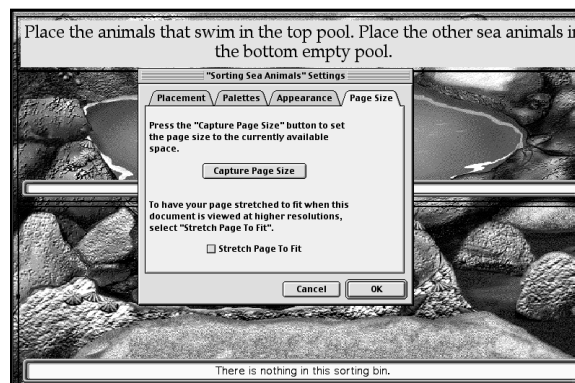 Place the animals that swim in the top pool. Place the other sea animals in
the bottom empty pool.
"Sorting Sea Animals" Settings
Placement Palettes Appearance Page Size
Press the "Capture Page Size" button to set
the page size to the currently available
space.
Capture Page Size
To have your page stretched to fit when this
document is viewed at higher resolutions,
select "Stretch Page To Fit".
Stretch Page To Fit
Cancel OK
There is nothing in this sorting bin.